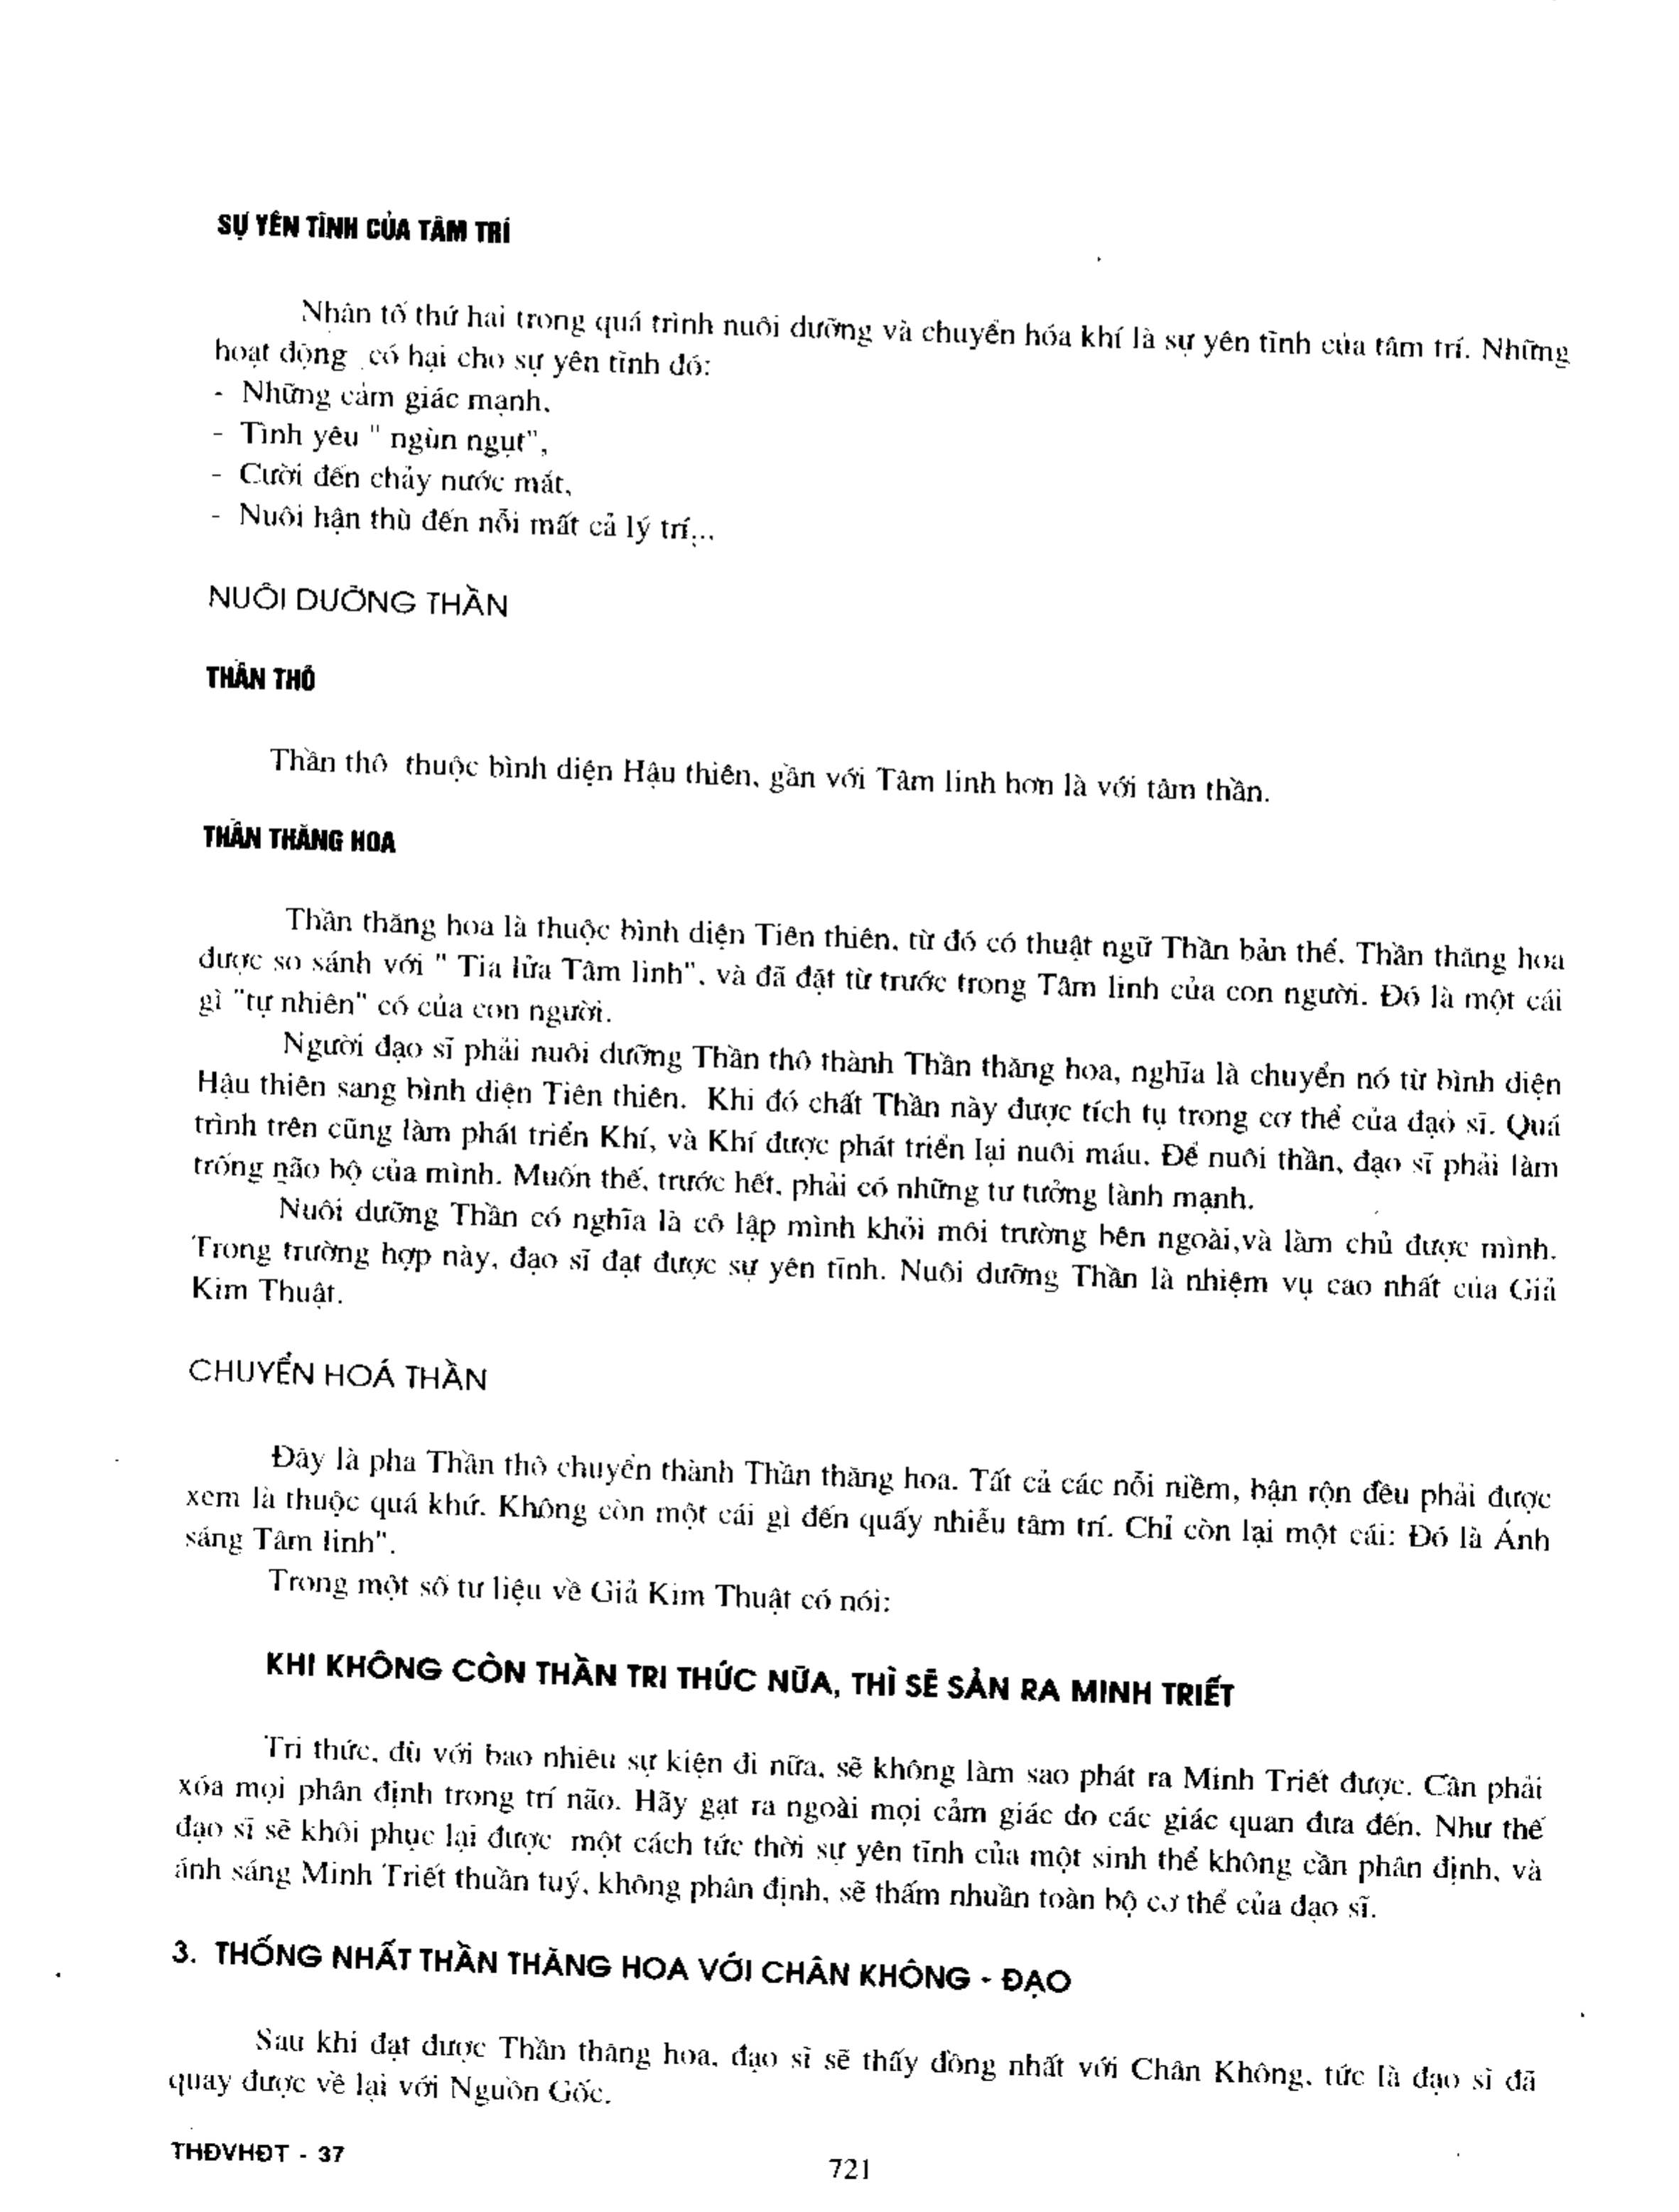 SỰ YÊN TĨNH CỦA TÂM TRÍ
Nhân tố thứ hai trong quá trình nuôi dưỡng và chuyển hóa khí là sự yên tĩnh của tâm trí. Những
hoạt động có hại cho sự yên tĩnh đó:
- Những cảm giác mạnh,
- Tình yêu " ngùn ngụt",
- Cười đến chảy nước mắt,
- Nuôi hận thù đến nỗi mất cả lý trí...
NUÔI DƯỠNG THẦN
THẦN THÔ
Thần thô thuộc bình diện Hậu thiên, gần với Tâm linh hơn là với tâm thần.
THẦN THĂNG HOA
Thần thăng hoa là thuộc bình diện Tiên thiên, từ đó có thuật ngữ Thần bản thể. Thần thăng hoa
được so sánh với " Tia lửa Tâm linh", và đã đặt từ trước trong Tâm linh của con người. Đó là một cái
gì "tự nhiên" có của con người.
Người đạo sĩ phải nuôi dưỡng Thần thô thành Thần thăng hoa, nghĩa là chuyển nó từ bình diện
Hậu thiên sang bình diện Tiên thiên. Khi đó chất Thần này được tích tụ trong cơ thể của đạo sĩ. Quá
trình trên cũng làm phát triển Khí, và Khí được phát triển lại nuôi máu. Để nuôi thần, đạo sĩ phải làm
trống não bộ của mình. Muốn thế, trước hết, phải có những tư tưởng lành mạnh.
Nuôi dưỡng Thần có nghĩa là cô lập mình khỏi môi trường bên ngoài,và làm chủ được mình.
Trong trường hợp này, đạo sĩ đạt được sự yên tĩnh. Nuôi dưỡng Thần là nhiệm vụ cao nhất của Giả
Kim Thuật.
CHUYỂN HOÁ THẦN
Đây là pha Thần thô chuyển thành Thần thăng hoa. Tất cả các nỗi niềm, bận rộn đều phải được
xem là thuộc quá khứ. Không còn một cái gì đến quấy nhiễu tâm trí. Chỉ còn lại một cái: Đó là Ánh
sáng Tâm linh".
Trong một số tư liệu về Giả Kim Thuật có nói:
KHI KHÔNG CÒN THẦN TRI THỨC NỮA, THÌ SẼ SẢN RA MINH TRIẾT
Tri thức, dù với bao nhiêu sự kiện đi nữa, sẽ không làm sao phát ra Minh Triết được. Cần phải
xóa mọi phân định trong trí não. Hãy gạt ra ngoài mọi cảm giác do các giác quan đưa đến. Như thế
đạo sĩ sẽ khôi phục lại được một cách tức thời sự yên tĩnh của một sinh thể không cần phân định, và
ánh sáng Minh Triết thuần tuý, không phân định, sẽ thấm nhuần toàn bộ cơ thể của đạo sĩ.
3. THỐNG NHẤT THẦN THĂNG HOA VỚI CHÂN KHÔNG - ĐẠO
Sau khi đạt được Thần thăng hoa, đạo sĩ sẽ thấy đồng nhất với Chân Không, tức là đạo sĩ đã
quay được về lại với Nguồn Gốc.
THĐVHĐT - 37
721